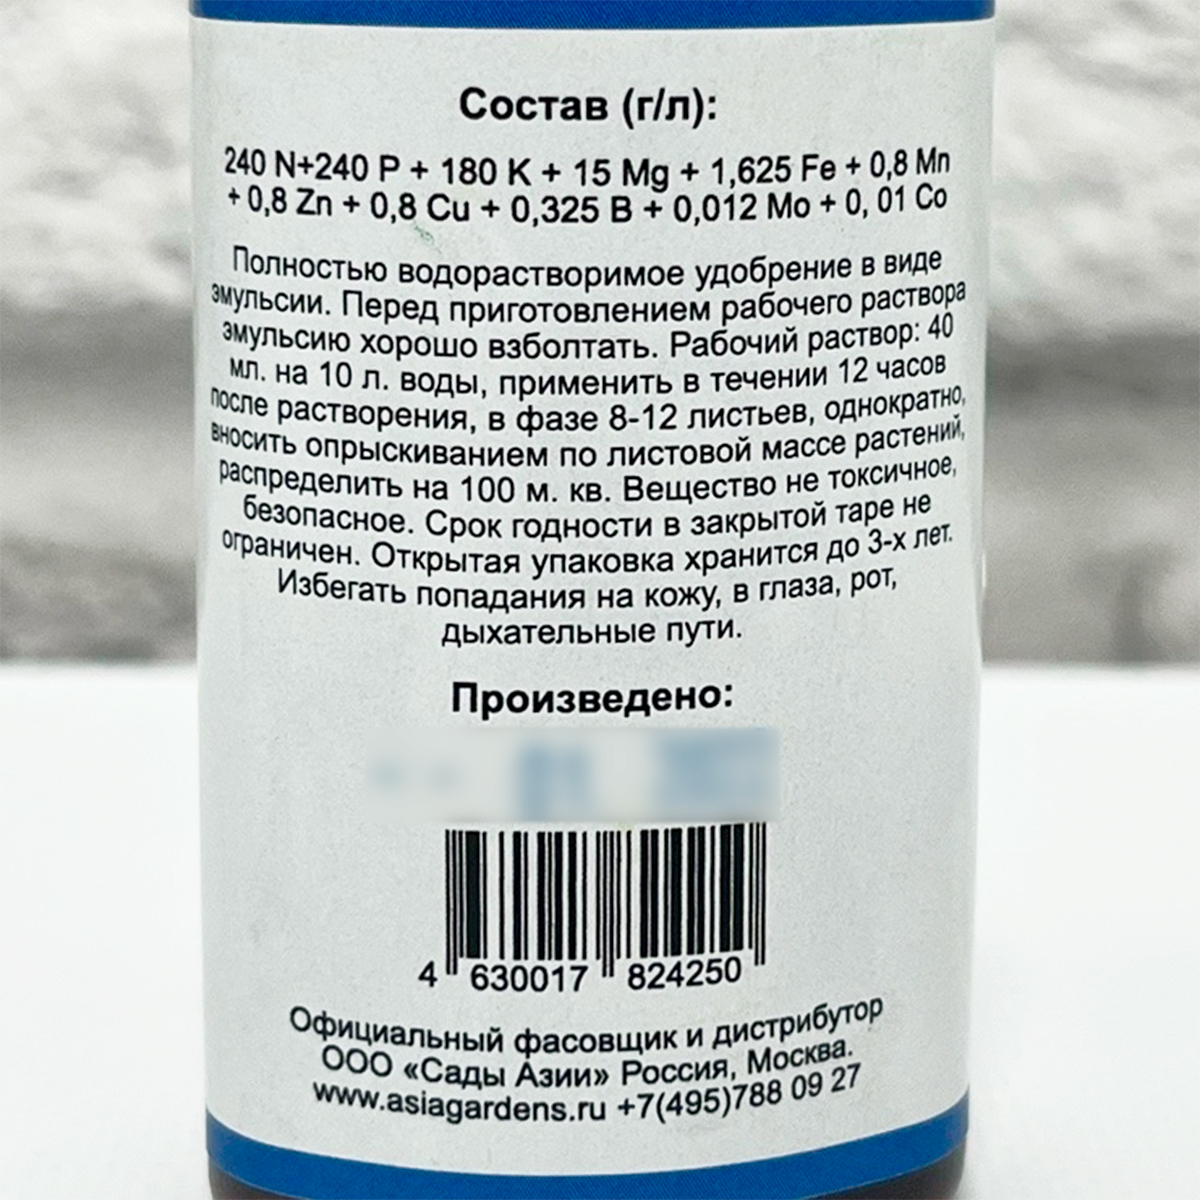 Состав (г/л):
240 N+240 P + 180 K + 15 Mg + 1,625 Fe + 0,8 Mn
+ 0,8 Zn + 0,8 Cu + 0,325 B + 0,012 Mo + 0, 01 Co
Полностью водорастворимое удобрение в виде
эмульсии. Перед приготовлением рабочего раствора
эмульсию хорошо взболтать. Рабочий раствор: 40
мл. на 10 л. воды, применить в течении 12 часов
после растворения, в фазе 8-12 листьев, однократно,
вносить опрыскиванием по листовой массе растений,
распределить на 100 м. кв. Вещество не токсичное,
безопасное. Срок годности в закрытой таре не
ограничен. Открытая упаковка хранится до 3-х лет.
Избегать попадания на кожу, в глаза, рот,
дыхательные пути.
Произведено:
4 630017 824250
Официальный фасовщик и дистрибутор
ООО «Сады Азии» Россия, Москва.
www.asiagardens.ru +7(495)788 09 27